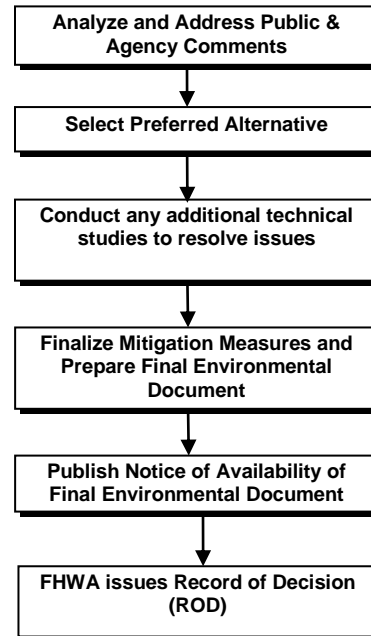 Analyze and Address Public &
Agency Comments
Select Preferred Alternative
Conduct any additional technical
studies to resolve issues
Finalize Mitigation Measures and
Prepare Final Environmental
Document
Publish Notice of Availability of
Final Environmental Document
FHWA issues Record of Decision
(ROD)